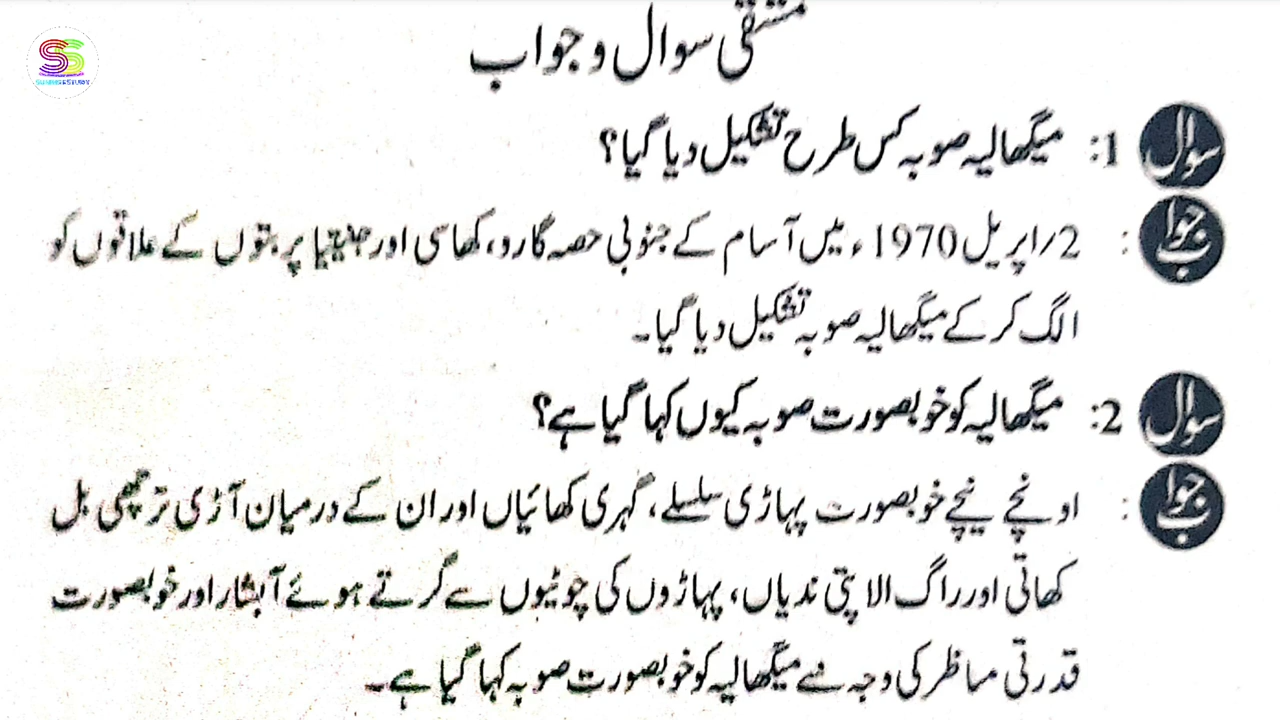 مشقی سوال و جواب
سوال 1: میگھالیہ صوبہ کس طرح تشکیل دیا گیا؟
جواب : 2/اپریل 1970ء میں آسام کے جنوبی حصہ گارو، کھاسی اور جینتیا پربتوں کے علاقوں کو
الگ کر کے میگھالیہ صوبہ تشکیل دیا گیا۔
سوال 2: میگھالیہ کو خوبصورت صوبہ کیوں کہا گیا ہے؟
جواب : اونچے نیچے خوبصورت پہاڑی سلسلے، گہری کھائیاں اور ان کے درمیان آڑی ترچھی بل
کھاتی اور راگ الاپتی ندیاں، پہاڑوں کی چوٹیوں سے گرتے ہوئے آبشار اور خوبصورت
قدرتی مناظر کی وجہ سے میگھالیہ کو خوبصورت صوبہ کہا گیا ہے۔